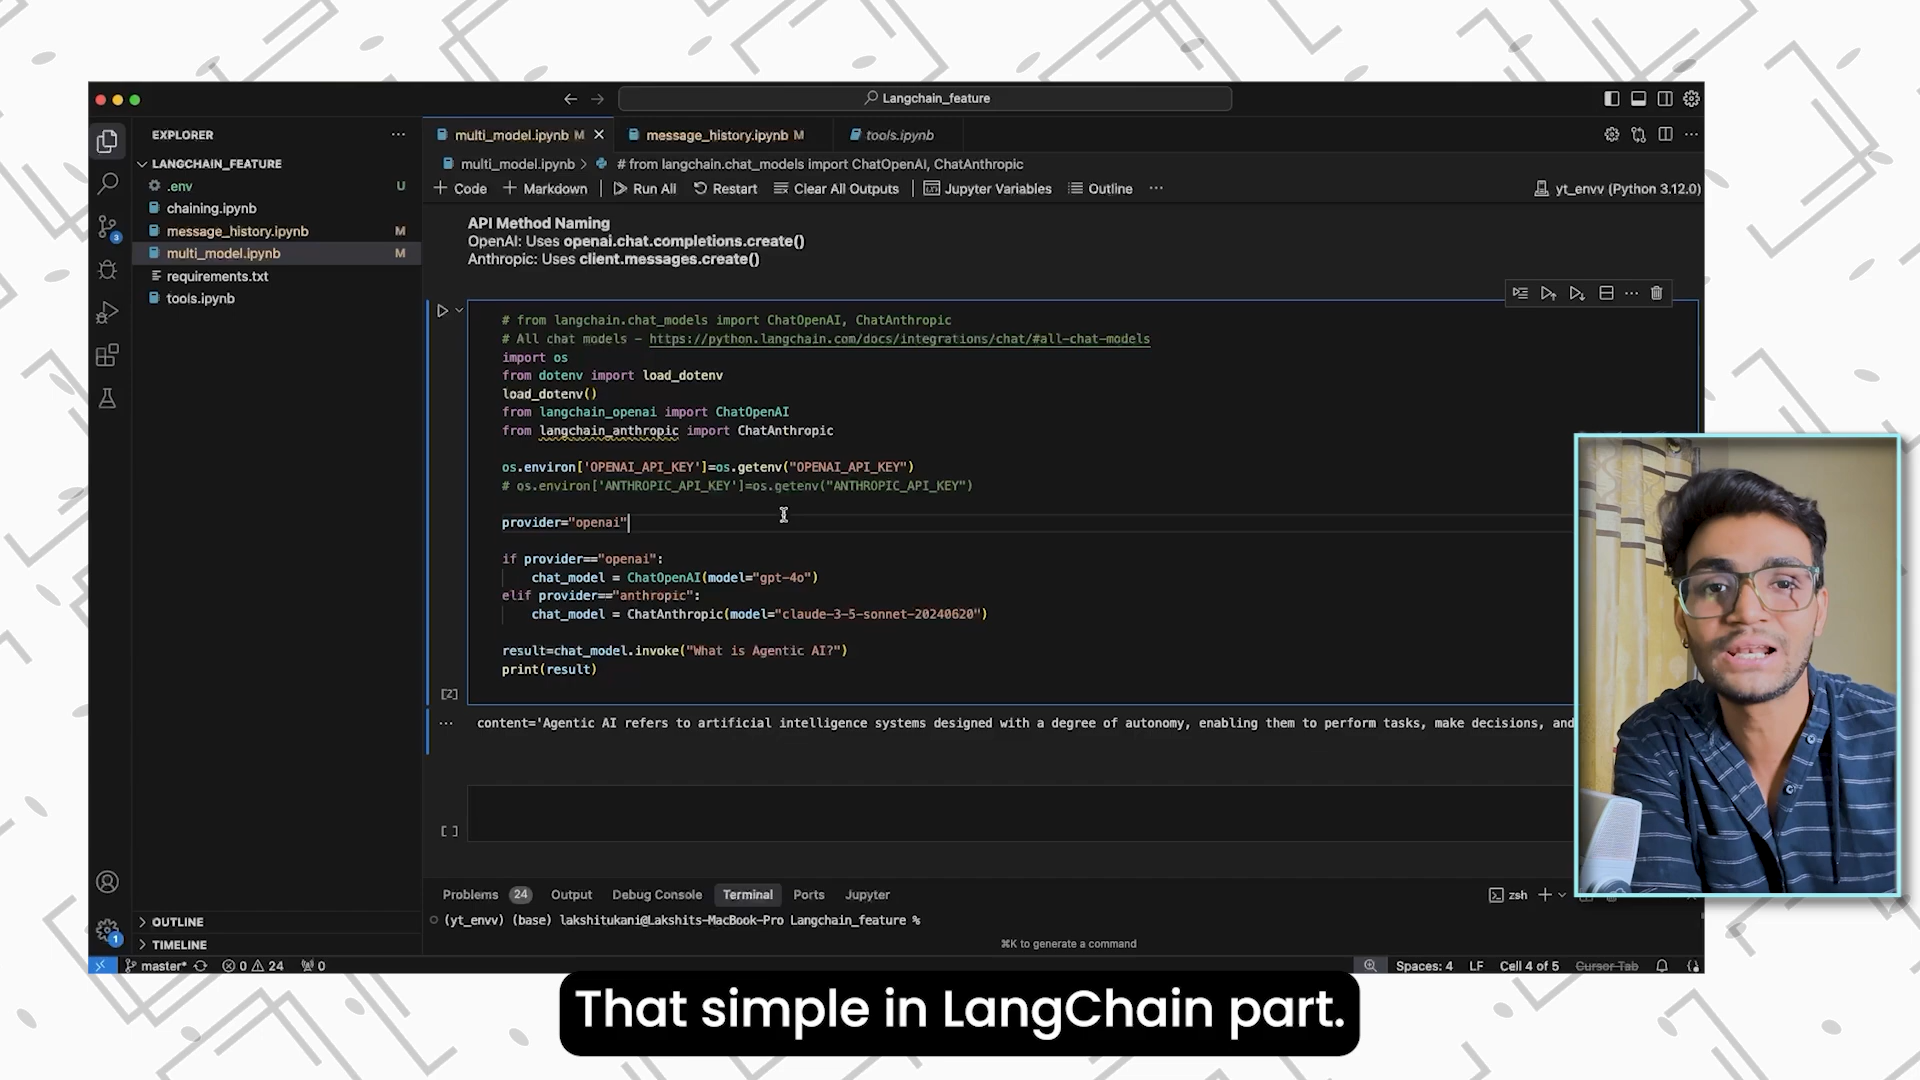 Langchain_feature
EXPLORER
LANGCHAIN_FEATURE
.env U
chaining.ipynb
message_history.ipynb M
multi_model.ipynb M
requirements.txt
tools.ipynb
OUTLINE
TIMELINE
3
1
multi_model.ipynb M
message_history.ipynb M
tools.ipynb
multi_model.ipynb > # from langchain.chat_models import ChatOpenAI, ChatAnthropic
+ Code + Markdown Run All Restart Clear All Outputs Jupyter Variables Outline ... yt_envv (Python 3.12.0)
API Method Naming
OpenAI: Uses openai.chat.completions.create()
Anthropic: Uses client.messages.create()
# from langchain.chat_models import ChatOpenAI, ChatAnthropic
# All chat models - https://python.langchain.com/docs/integrations/chat/#all-chat-models
import os
from dotenv import load_dotenv
load_dotenv()
from langchain_openai import ChatOpenAI
from langchain_anthropic import ChatAnthropic
os.environ['OPENAI_API_KEY']=os.getenv("OPENAI_API_KEY")
# os.environ['ANTHROPIC_API_KEY']=os.getenv("ANTHROPIC_API_KEY")
provider="openai"
if provider=="openai":
chat_model = ChatOpenAI(model="gpt-4o")
elif provider=="anthropic":
chat_model = ChatAnthropic(model="claude-3-5-sonnet-20240620")
result=chat_model.invoke("What is Agentic AI?")
print(result)
[2]
content='Agentic AI refers to artificial intelligence systems designed with a degree of autonomy, enabling them to perform tasks, make decisions, and
[ ]
Problems 24 Output Debug Console Terminal Ports Jupyter zsh
(yt_envv) (base) lakshitukani@Lakshits-MacBook-Pro Langchain_feature %
⌘K to generate a command
master* 0 24 0 Spaces: 4 LF Cell 4 of 5 Cursor Tab
That simple in LangChain part.